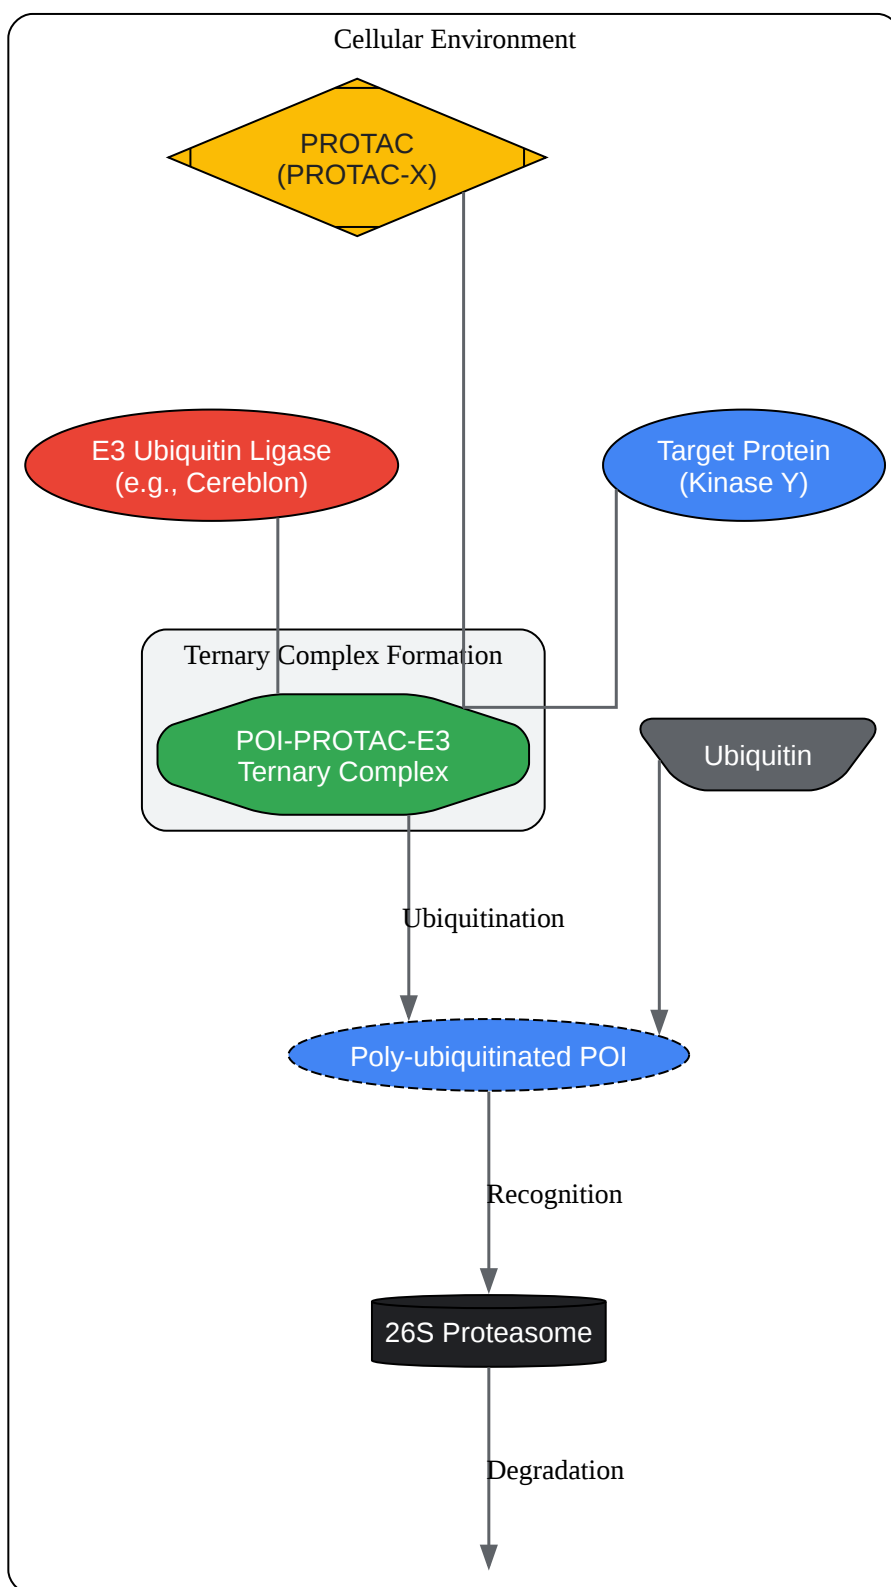 Cellular Environment
PROTAC
(PROTAC-X)
E3 Ubiquitin Ligase
(e.g., Cereblon)
Target Protein
(Kinase Y)
Ternary Complex Formation
POI-PROTAC-E3
Ternary Complex
Ubiquitin
Ubiquitination
Poly-ubiquitinated POI
Recognition
26S Proteasome
Degradation